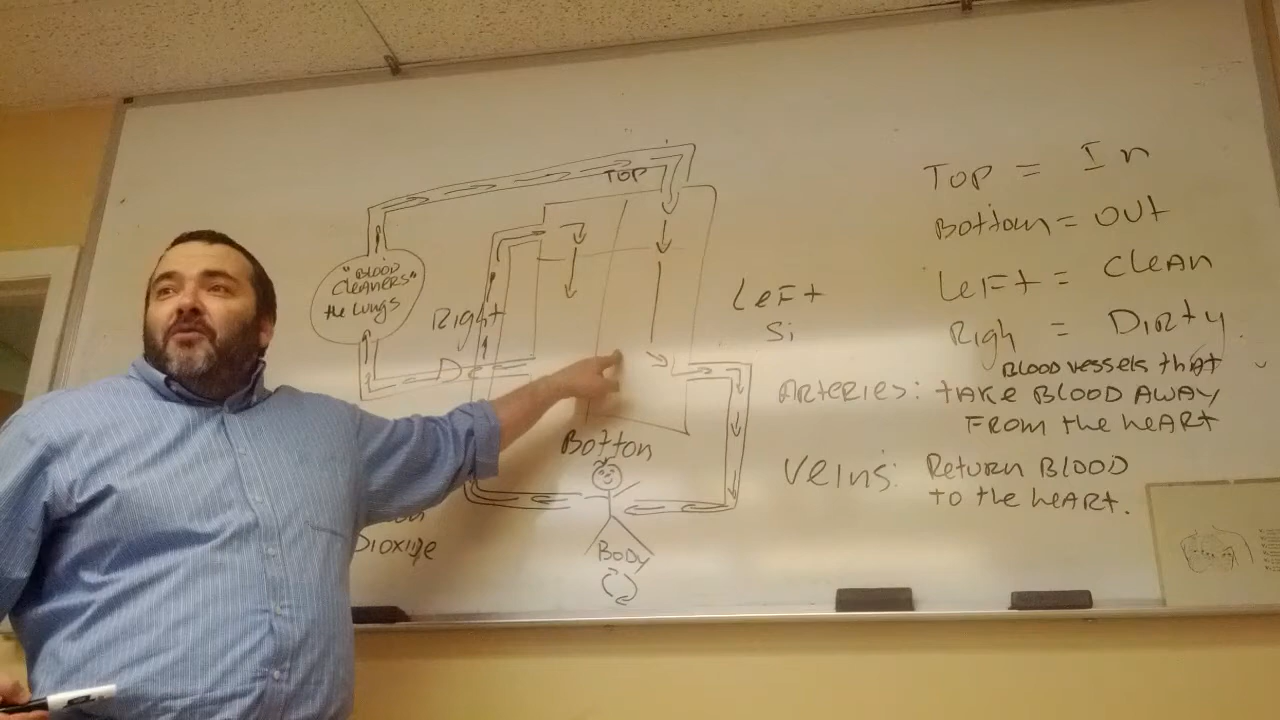 TOP
"BLOOD
CLEANERS"
the Lungs
Right
D
Botton
Body
Dioxide
LeFt
Si
TOP = In
Bottom = OUT
LeFt = CleAn
Righ = Dirty
Arteries: BLOOD vessels thAt
tAke BLOOD AWAY
From the heArt
Veins: Return BLOOD
to the heArt.